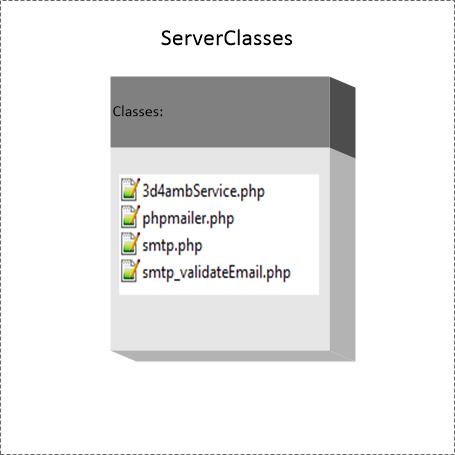 ServerClasses
Classes:
3d4ambService.php
phpmailer.php
smtp.php
smtp_validateEmail.php